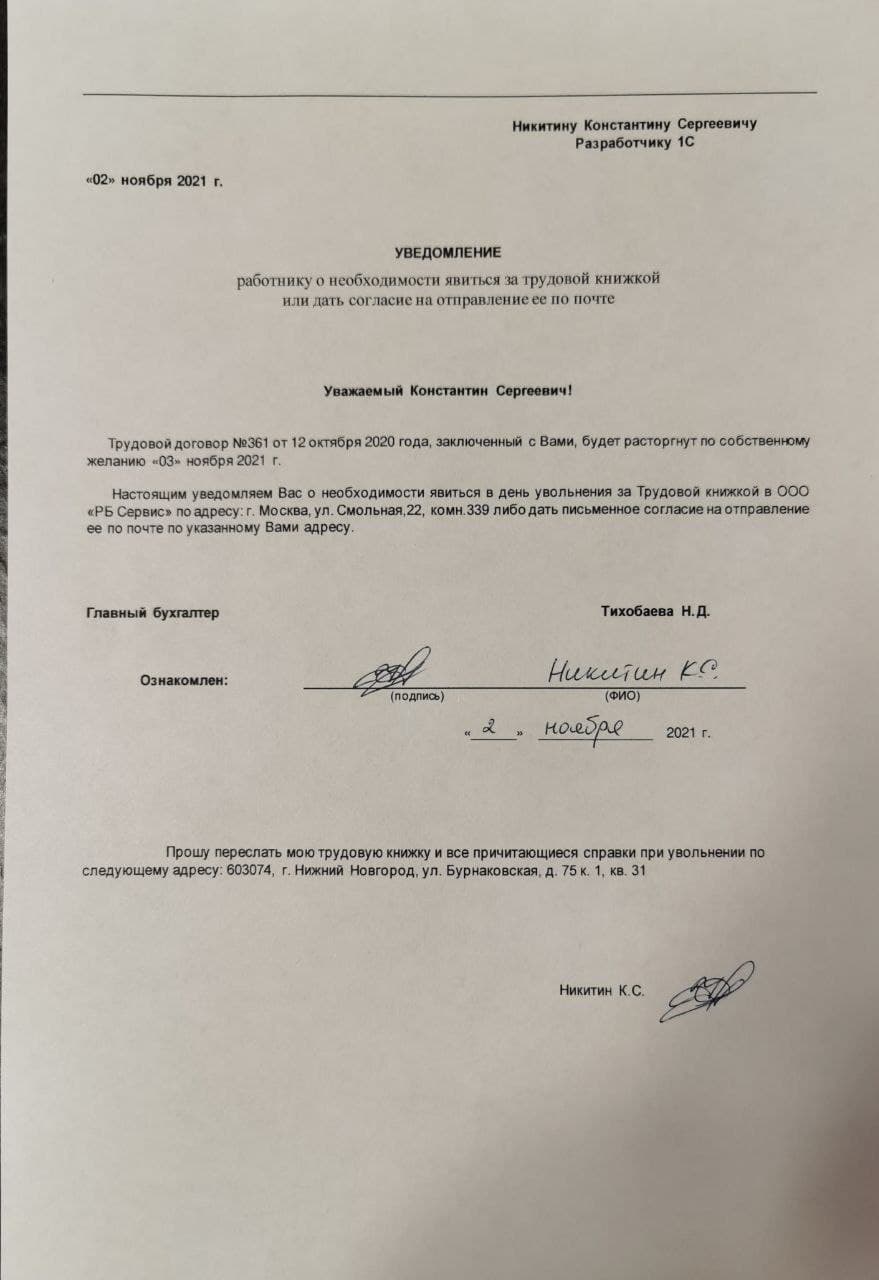 Никитину Константину Сергеевичу
Разработчику 1С
«02» ноября 2021 г.
УВЕДОМЛЕНИЕ
работнику о необходимости явиться за трудовой книжкой
или дать согласие на отправление ее по почте
Уважаемый Константин Сергеевич!
Трудовой договор №361 от 12 октября 2020 года, заключенный с Вами, будет расторгнут по собственному
желанию «03» ноября 2021 г.
Настоящим уведомляем Вас о необходимости явиться в день увольнения за Трудовой книжкой в ООО
«РБ Сервис» по адресу: г. Москва, ул. Смольная,22, комн.339 либо дать письменное согласие на отправление
ее по почте по указанному Вами адресу.
Главный бухгалтер Тихобаева Н.Д.
Ознакомлен: Никитин К.С.
(подпись) (ФИО)
«2» ноября 2021 г.
Прошу переслать мою трудовую книжку и все причитающиеся справки при увольнении по
следующему адресу: 603074, г. Нижний Новгород, ул. Бурнаковская, д. 75 к. 1, кв. 31
Никитин К.С.